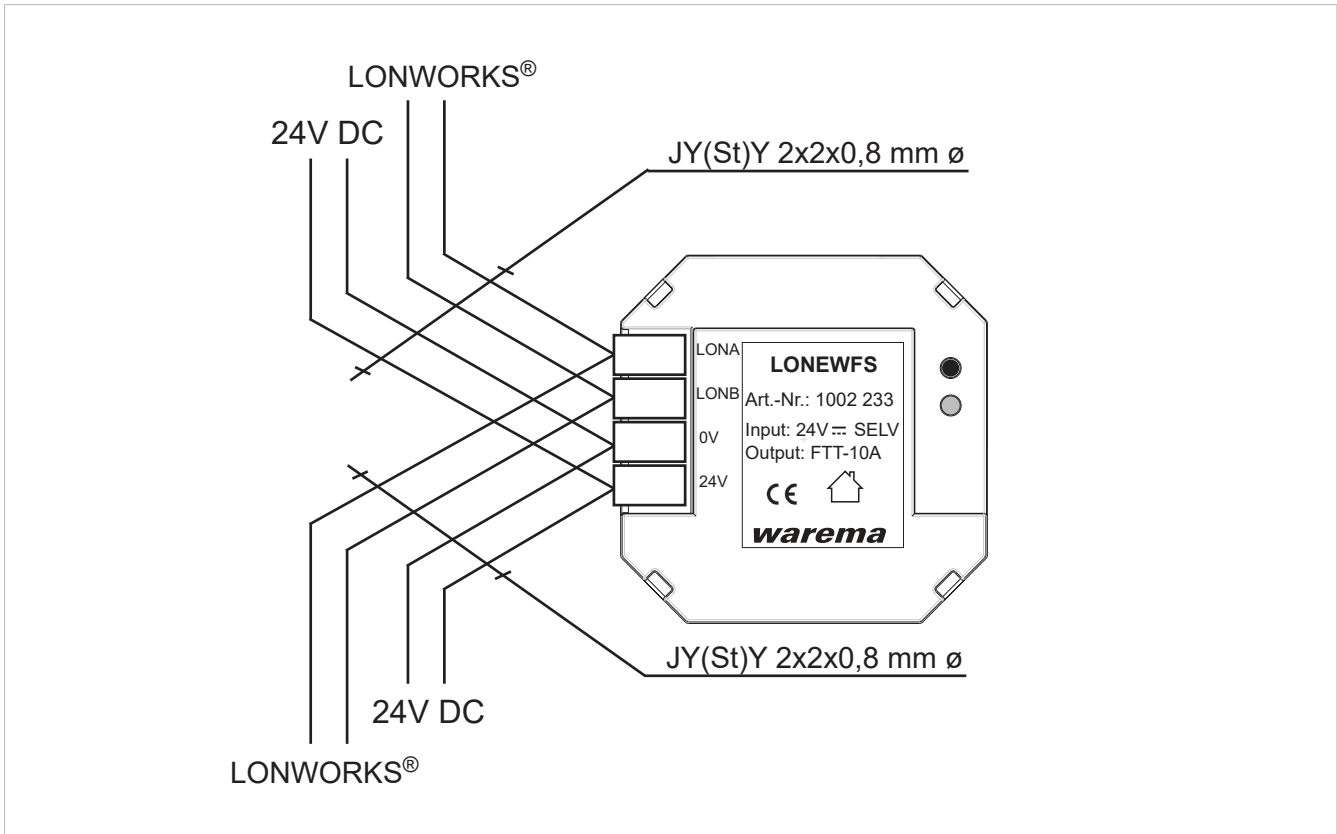 LONWORKS®
24V DC
JY(St)Y 2x2x0,8 mm ø
LONA
LONB
0V
24V
LONEWFS
Art.-Nr.: 1002 233
Input: 24V ⎓ SELV
Output: FTT-10A
CE
warema
JY(St)Y 2x2x0,8 mm ø
24V DC
LONWORKS®